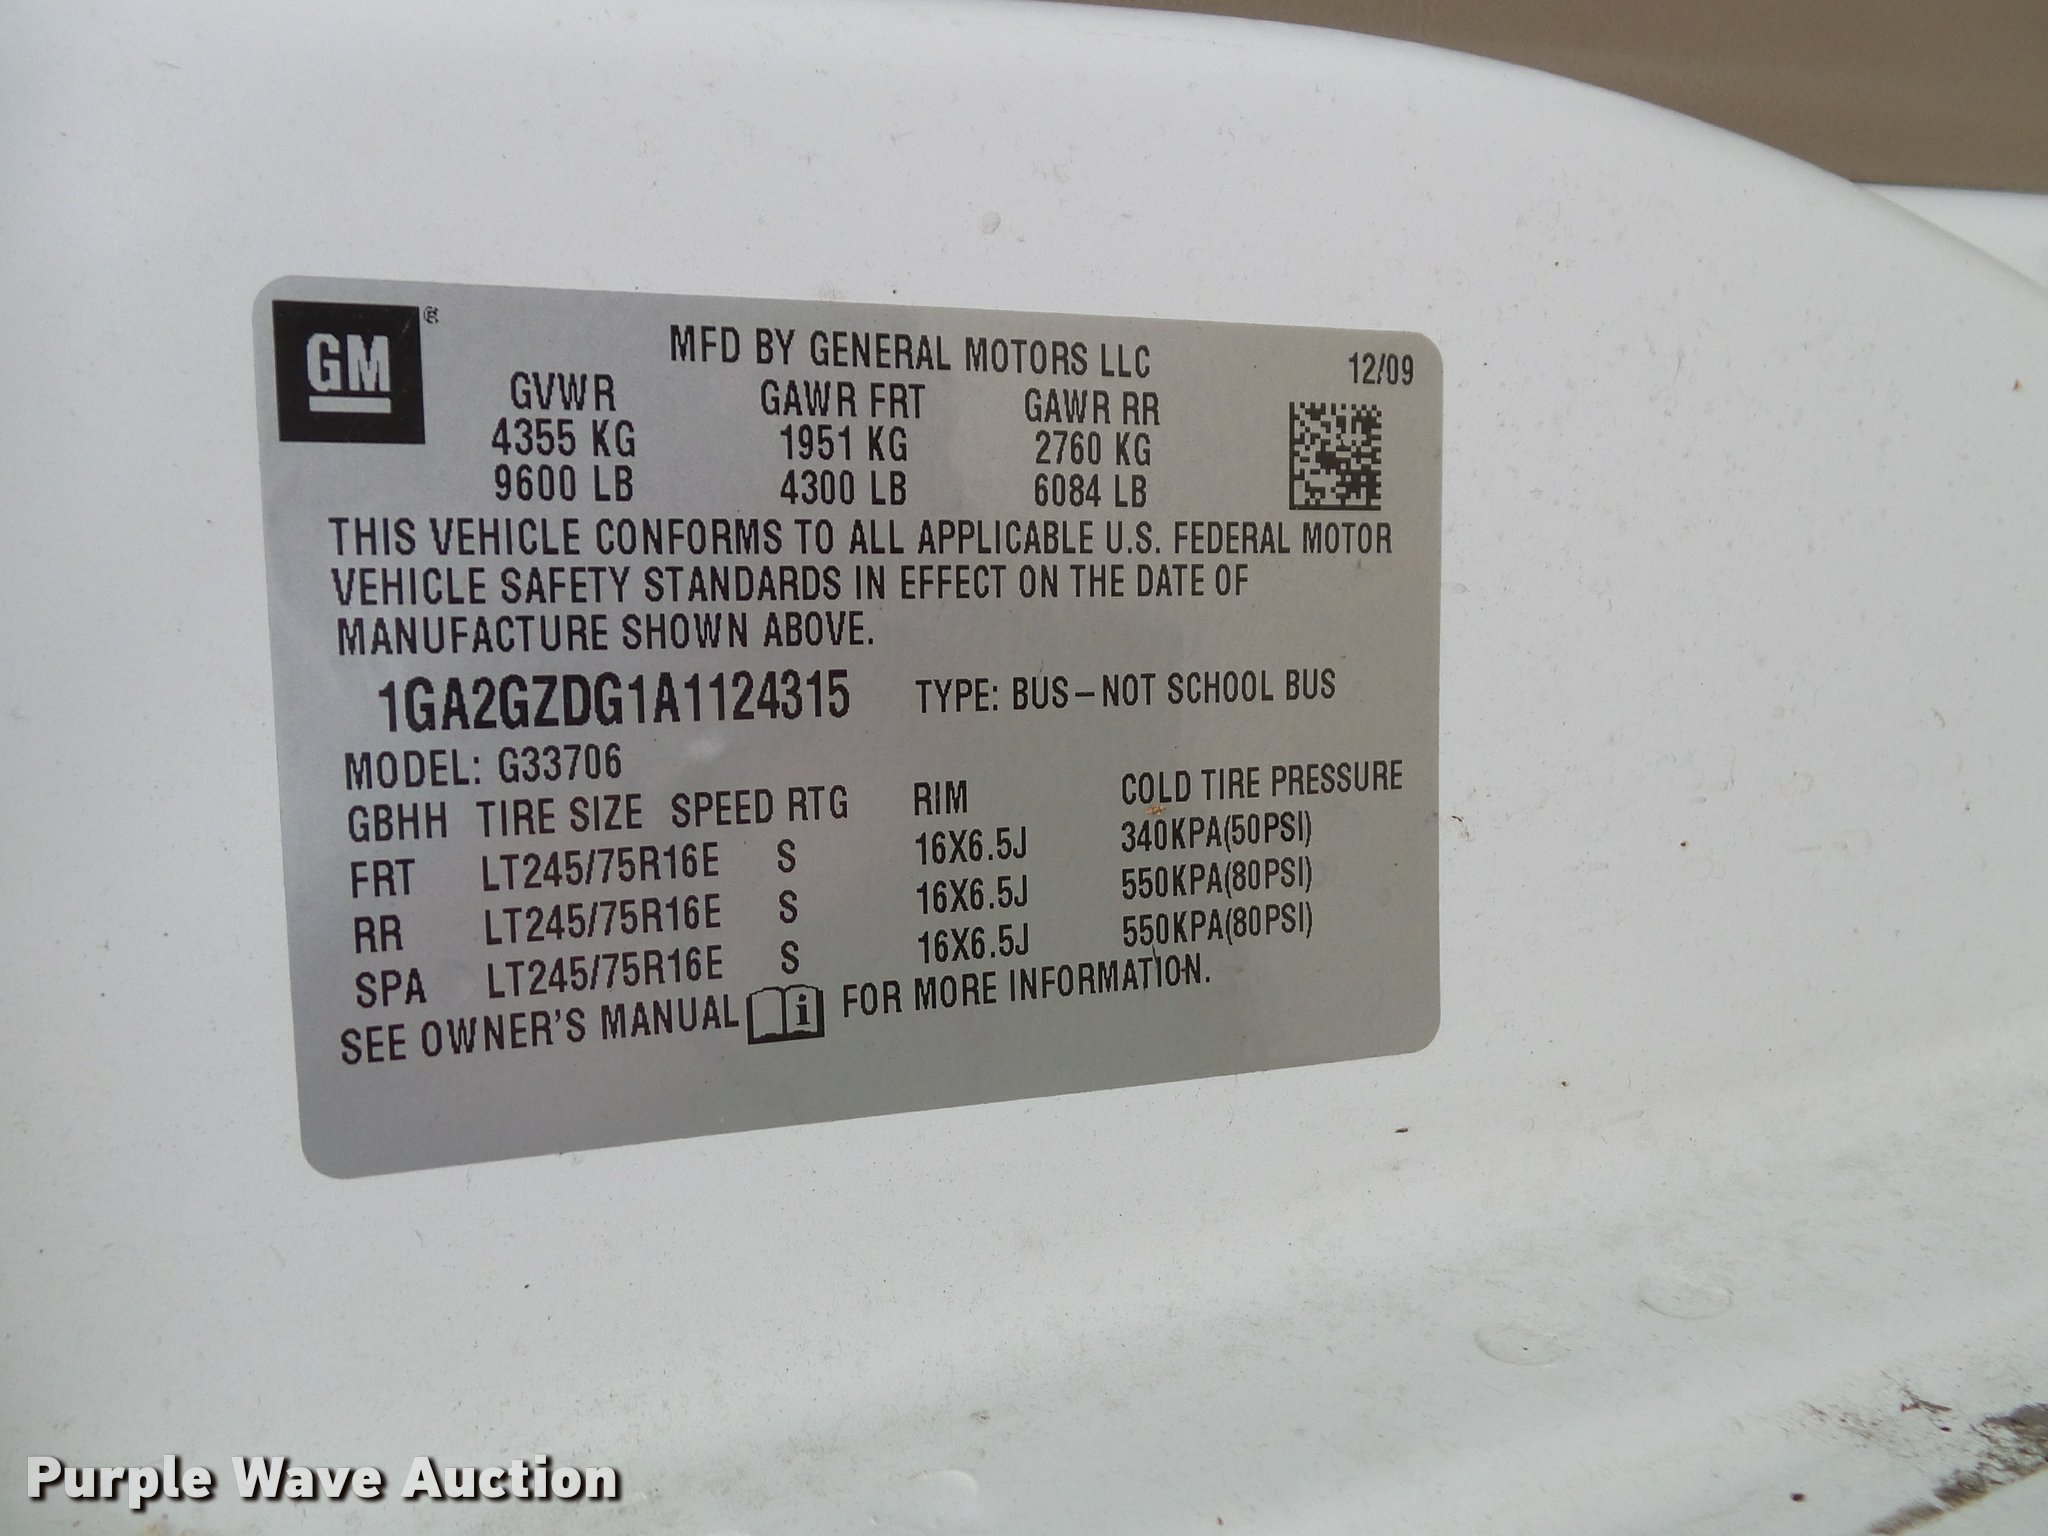 GM®
MFD BY GENERAL MOTORS LLC 12/09
GVWR GAWR FRT GAWR RR
4355 KG 1951 KG 2760 KG
9600 LB 4300 LB 6084 LB
THIS VEHICLE CONFORMS TO ALL APPLICABLE U.S. FEDERAL MOTOR
VEHICLE SAFETY STANDARDS IN EFFECT ON THE DATE OF
MANUFACTURE SHOWN ABOVE.
1GA2GZDG1A1124315 TYPE: BUS–NOT SCHOOL BUS
MODEL: G33706
GBHH TIRE SIZE SPEED RTG RIM COLD TIRE PRESSURE
FRT LT245/75R16E S 16X6.5J 340KPA(50PSI)
RR LT245/75R16E S 16X6.5J 550KPA(80PSI)
SPA LT245/75R16E S 16X6.5J 550KPA(80PSI)
SEE OWNER'S MANUAL i FOR MORE INFORMATION.
Purple Wave Auction